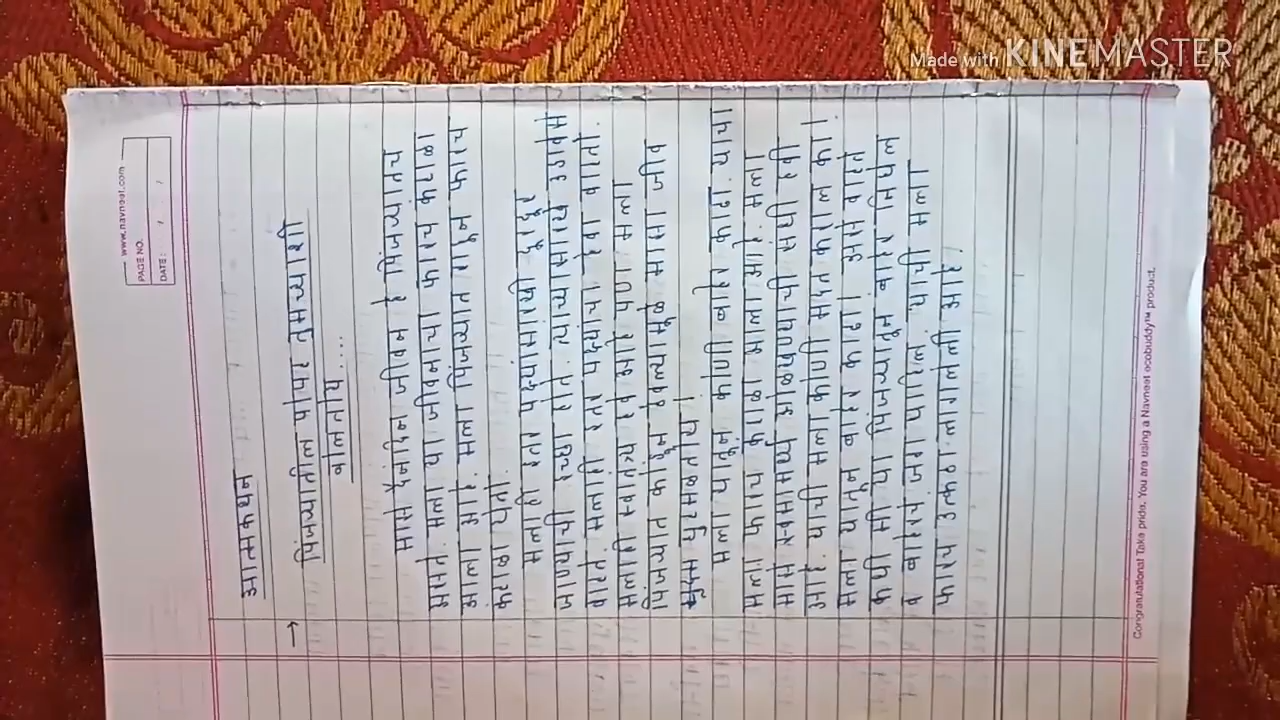 Made with KINEMASTER
www.navneet.com
PAGE NO.
DATE:
आत्मकथन
→ पिंजऱ्यातील पोपट तुमच्याशी
बोलतोय....
माझे दैनंदिन जीवन हे पिंजऱ्यातच
असते. मला या जीवनाचा फारच कंटाळा
आला आहे. मला पिंजऱ्यात राहून फारच
कंटाळा येतो
मला ही इतर पक्ष्यांसारखी दूरदूर
जाण्याची इच्छा होते. त्यांच्यासारखे उडावसं
वाटतं. मलाही इतर पक्ष्यांचा हेवा वाटतो.
मलाही स्वातंत्र्य हवं आहे पण मला
पिंजऱ्यात कोंडून ठेवल्यामुळे माझा जीव
घुसमटतोय!
मला यातून कोणी बाहेर काढा. याचा
मला फारच कंटाळा आला आहे. मला
माझे स्वसामर्थ्य ओळखण्याची संधी हवी
आहे. याची मला कोणी मदत कराल का।
मला यातून बाहेर काढा। असे वाटते
कधी मी या पिंजऱ्यातून बाहेर निघेल
व बाहेरचं जग पाहिल. याची मला
फारच उत्कंठा लागलेली आहे.
Congratulations! Take pride. You are using a Navneet ecobuddy™ product.